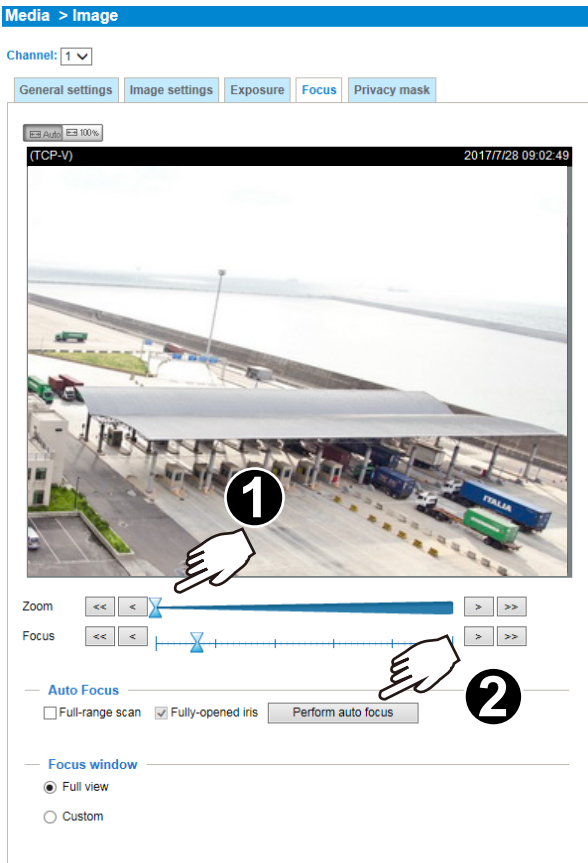 Media > Image
Channel: 1
General settings Image settings Exposure Focus Privacy mask
Auto 100%
(TCP-V) 2017/7/28 09:02:49
ITALIA
1
Zoom << < > >>
Focus << < > >>
2
Auto Focus
Full-range scan Fully-opened iris Perform auto focus
Focus window
Full view
Custom